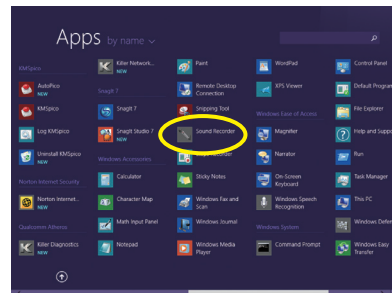 Apps by name
KMSpico
AutoPico
NEW
KMSpico
Log KMSpico
Uninstall KMSpico
NEW
Norton Internet Security
Norton Internet...
NEW
Qualcomm Atheros
Killer Diagnostics
NEW
Killer Network...
NEW
SnagIt 7
SnagIt 7
SnagIt Studio 7
NEW
Windows Accessories
Calculator
Character Map
Math Input Panel
Notepad
Paint
Remote Desktop
Connection
Snipping Tool
Sound Recorder
Sticky Notes
Windows Fax and
Scan
Windows Journal
Windows Media
Player
WordPad
XPS Viewer
Windows Ease of Access
Magnifier
Narrator
On-Screen
Keyboard
Windows Speech
Recognition
Windows System
Command Prompt
Control Panel
Default Program
File Explorer
Help and Suppo
Run
Task Manager
This PC
Windows Defen
Windows Easy
Transfer